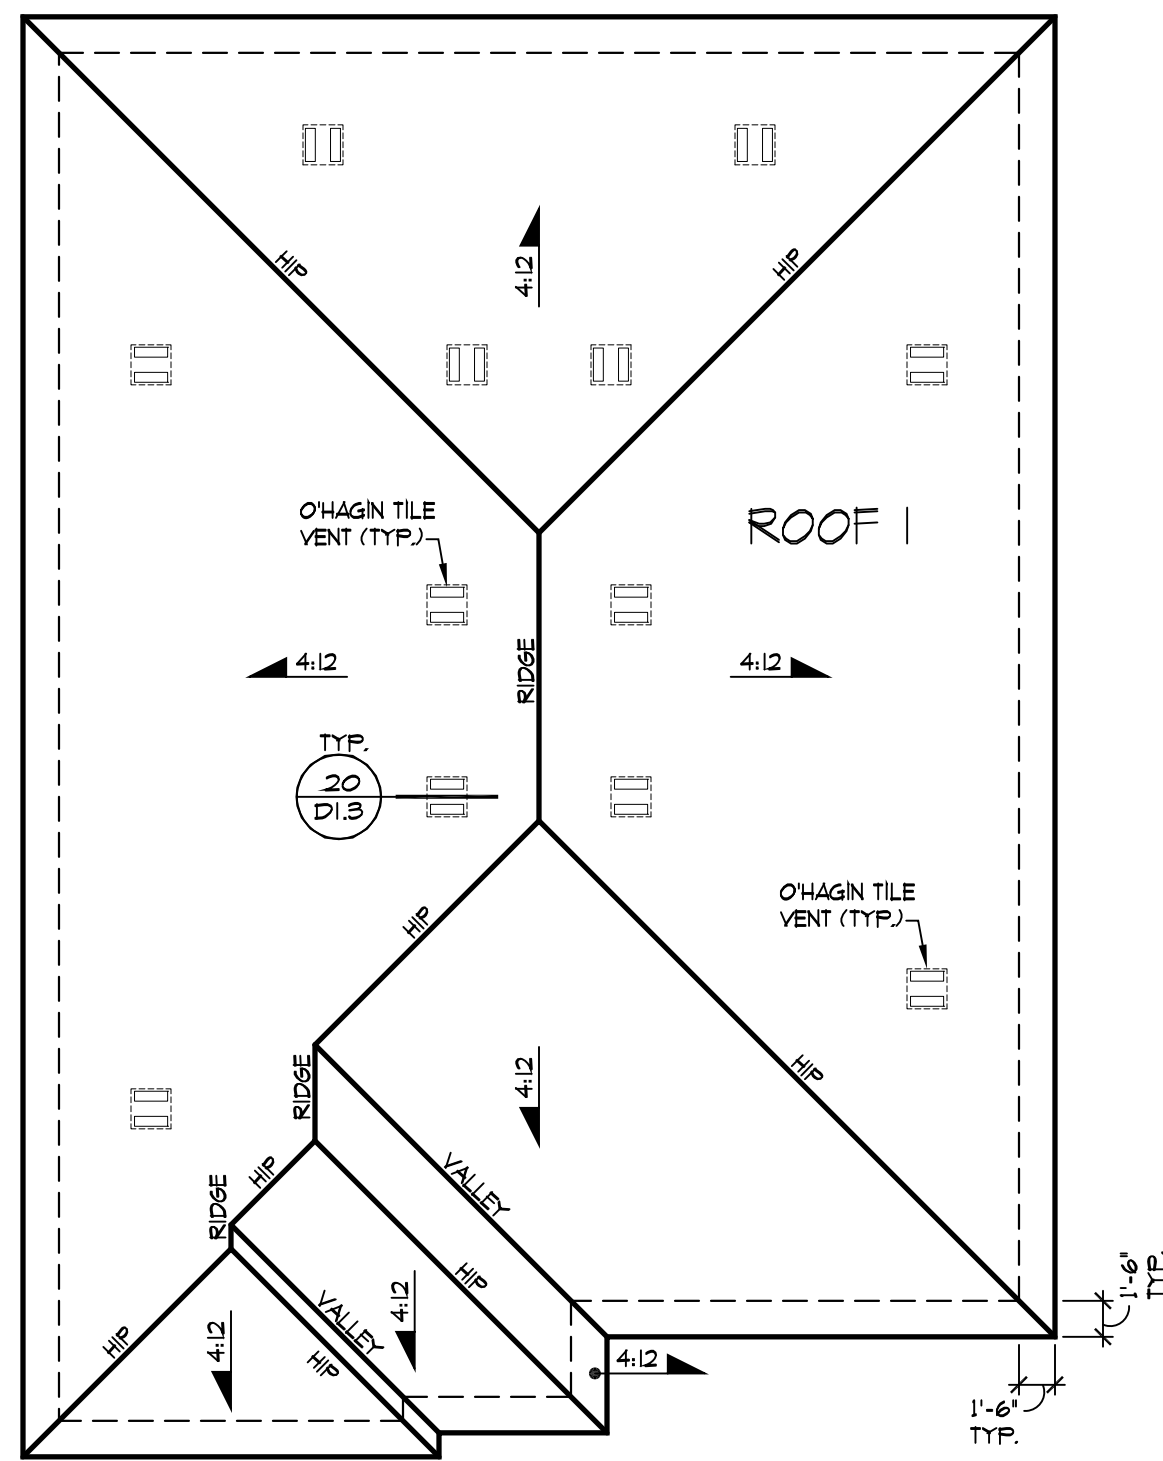 HIP
HIP
4:12
O'HAGIN TILE
VENT (TYP.)
ROOF 1
4:12
RIDGE
4:12
TYP.
20
D1.3
O'HAGIN TILE
VENT (TYP.)
HIP
RIDGE
4:12
HIP
HIP
VALLEY
RIDGE
1'-6"
TYP.
4:12
VALLEY
HIP
4:12
HIP
HIP
4:12
1'-6"
TYP.